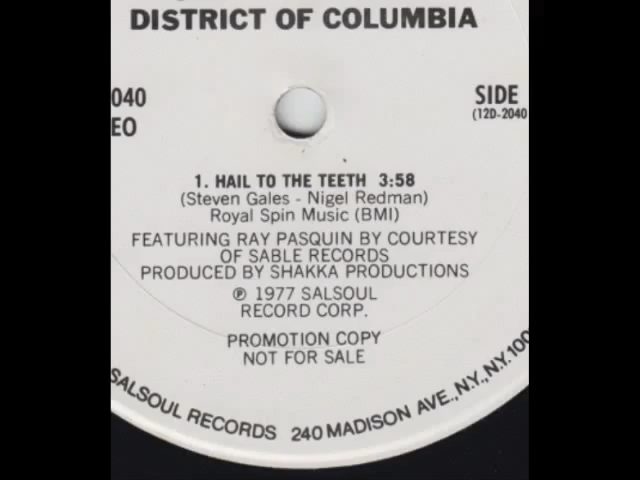 DISTRICT OF COLUMBIA
040
EO
SIDE
(12D-2040
1. HAIL TO THE TEETH 3:58
(Steven Gales - Nigel Redman)
Royal Spin Music (BMI)
FEATURING RAY PASQUIN BY COURTESY
OF SABLE RECORDS
PRODUCED BY SHAKKA PRODUCTIONS
℗ 1977 SALSOUL
RECORD CORP.
PROMOTION COPY
NOT FOR SALE
SALSOUL RECORDS 240 MADISON AVE., N.Y., N.Y. 100